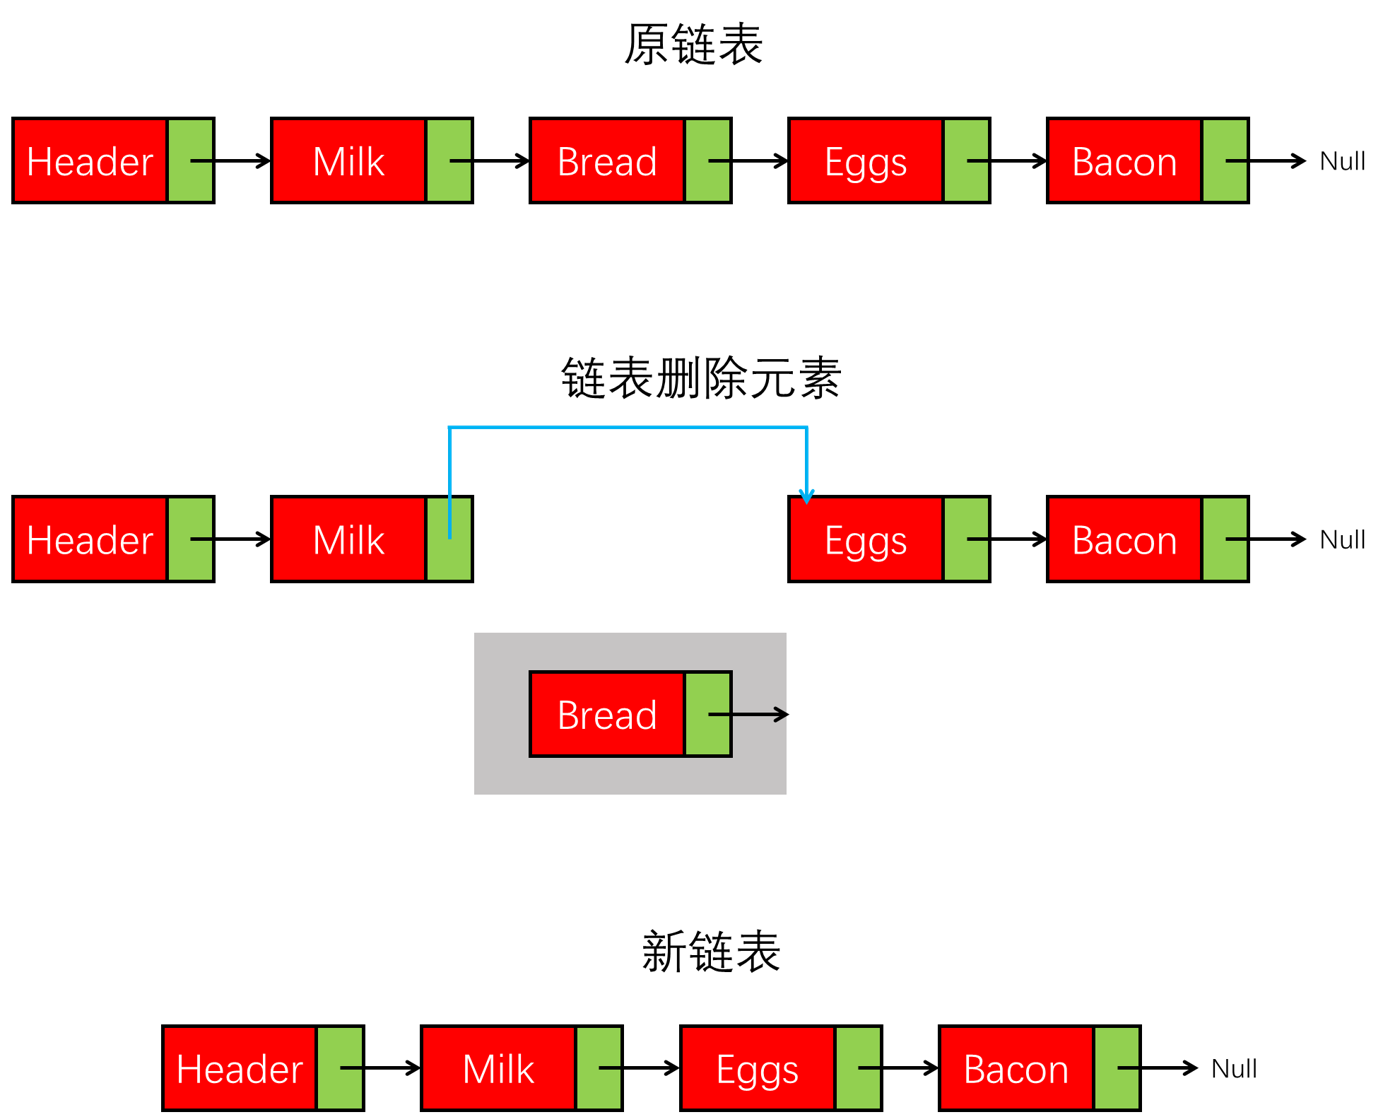 原链表
Header Milk Bread Eggs Bacon Null
链表删除元素
Header Milk Eggs Bacon Null
Bread
新链表
Header Milk Eggs Bacon Null